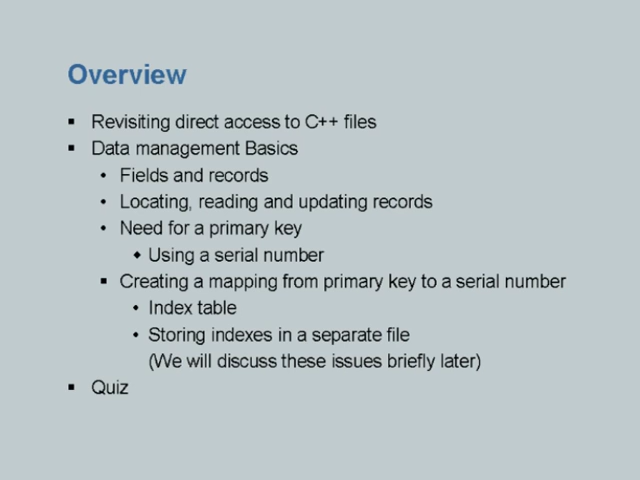 Overview
▪ Revisiting direct access to C++ files
▪ Data management Basics
• Fields and records
• Locating, reading and updating records
• Need for a primary key
◆ Using a serial number
▪ Creating a mapping from primary key to a serial number
• Index table
• Storing indexes in a separate file
(We will discuss these issues briefly later)
▪ Quiz